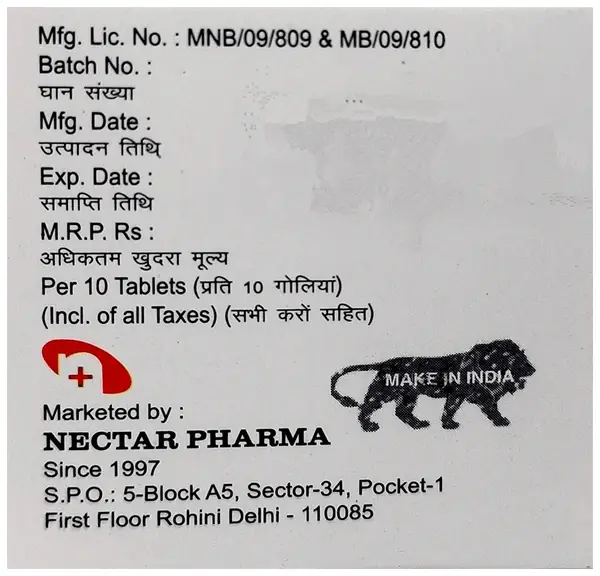 Mfg. Lic. No. : MNB/09/809 & MB/09/810
Batch No. :
घान संख्या
Mfg. Date :
उत्पादन तिथि
Exp. Date :
समाप्ति तिथि
M.R.P. Rs :
अधिकतम खुदरा मूल्य
Per 10 Tablets (प्रति 10 गोलियां)
(Incl. of all Taxes) (सभी करों सहित)
MAKE IN INDIA
Marketed by :
NECTAR PHARMA
Since 1997
S.P.O.: 5-Block A5, Sector-34, Pocket-1
First Floor Rohini Delhi - 110085